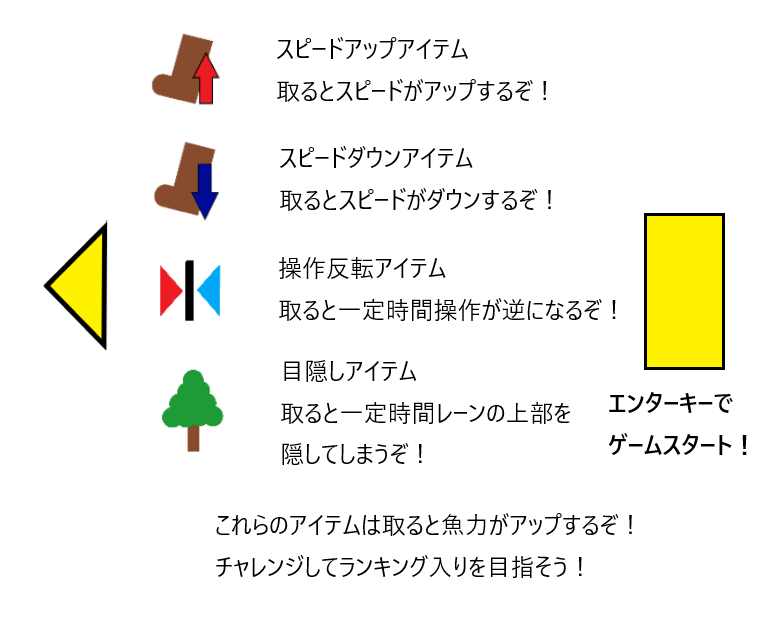 スピードアップアイテム
取るとスピードがアップするぞ！
スピードダウンアイテム
取るとスピードがダウンするぞ！
操作反転アイテム
取ると一定時間操作が逆になるぞ！
目隠しアイテム
取ると一定時間レーンの上部を
隠してしまうぞ！
エンターキーで
ゲームスタート！
これらのアイテムは取ると魚力がアップするぞ！
チャレンジしてランキング入りを目指そう！